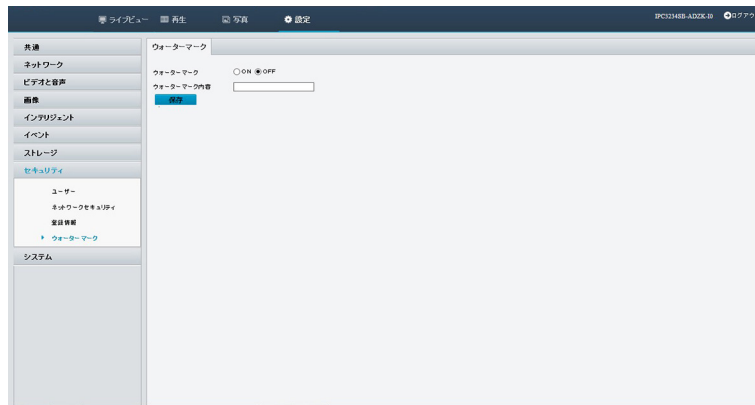 ライブビュー 再生 写真 設定 IPC3234SB-ADZK-I0 ログアウ
共通
ネットワーク
ビデオと音声
画像
インテリジェント
イベント
ストレージ
セキュリティ
ユーザー
ネットワークセキュリティ
登録情報
ウォーターマーク
システム
ウォーターマーク
ウォーターマーク ON OFF
ウォーターマーク内容
保存